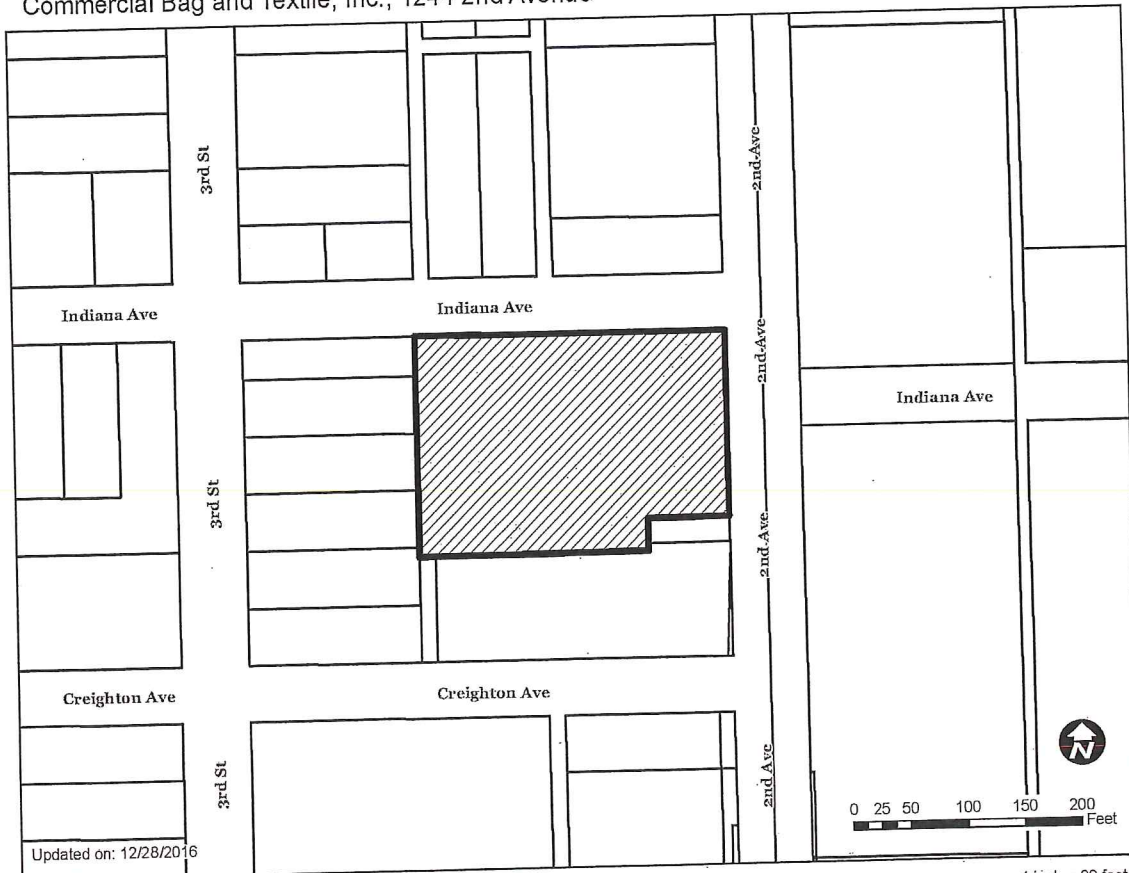 Commercial Bag and Textile, Inc., 1244 2nd Avenue
3rd St
2nd Ave
Indiana Ave
Indiana Ave
2nd Ave
Indiana Ave
3rd St
2nd Ave
Creighton Ave
Creighton Ave
3rd St
2nd Ave
N
0 25 50 100 150 200
Feet
Updated on: 12/28/2016